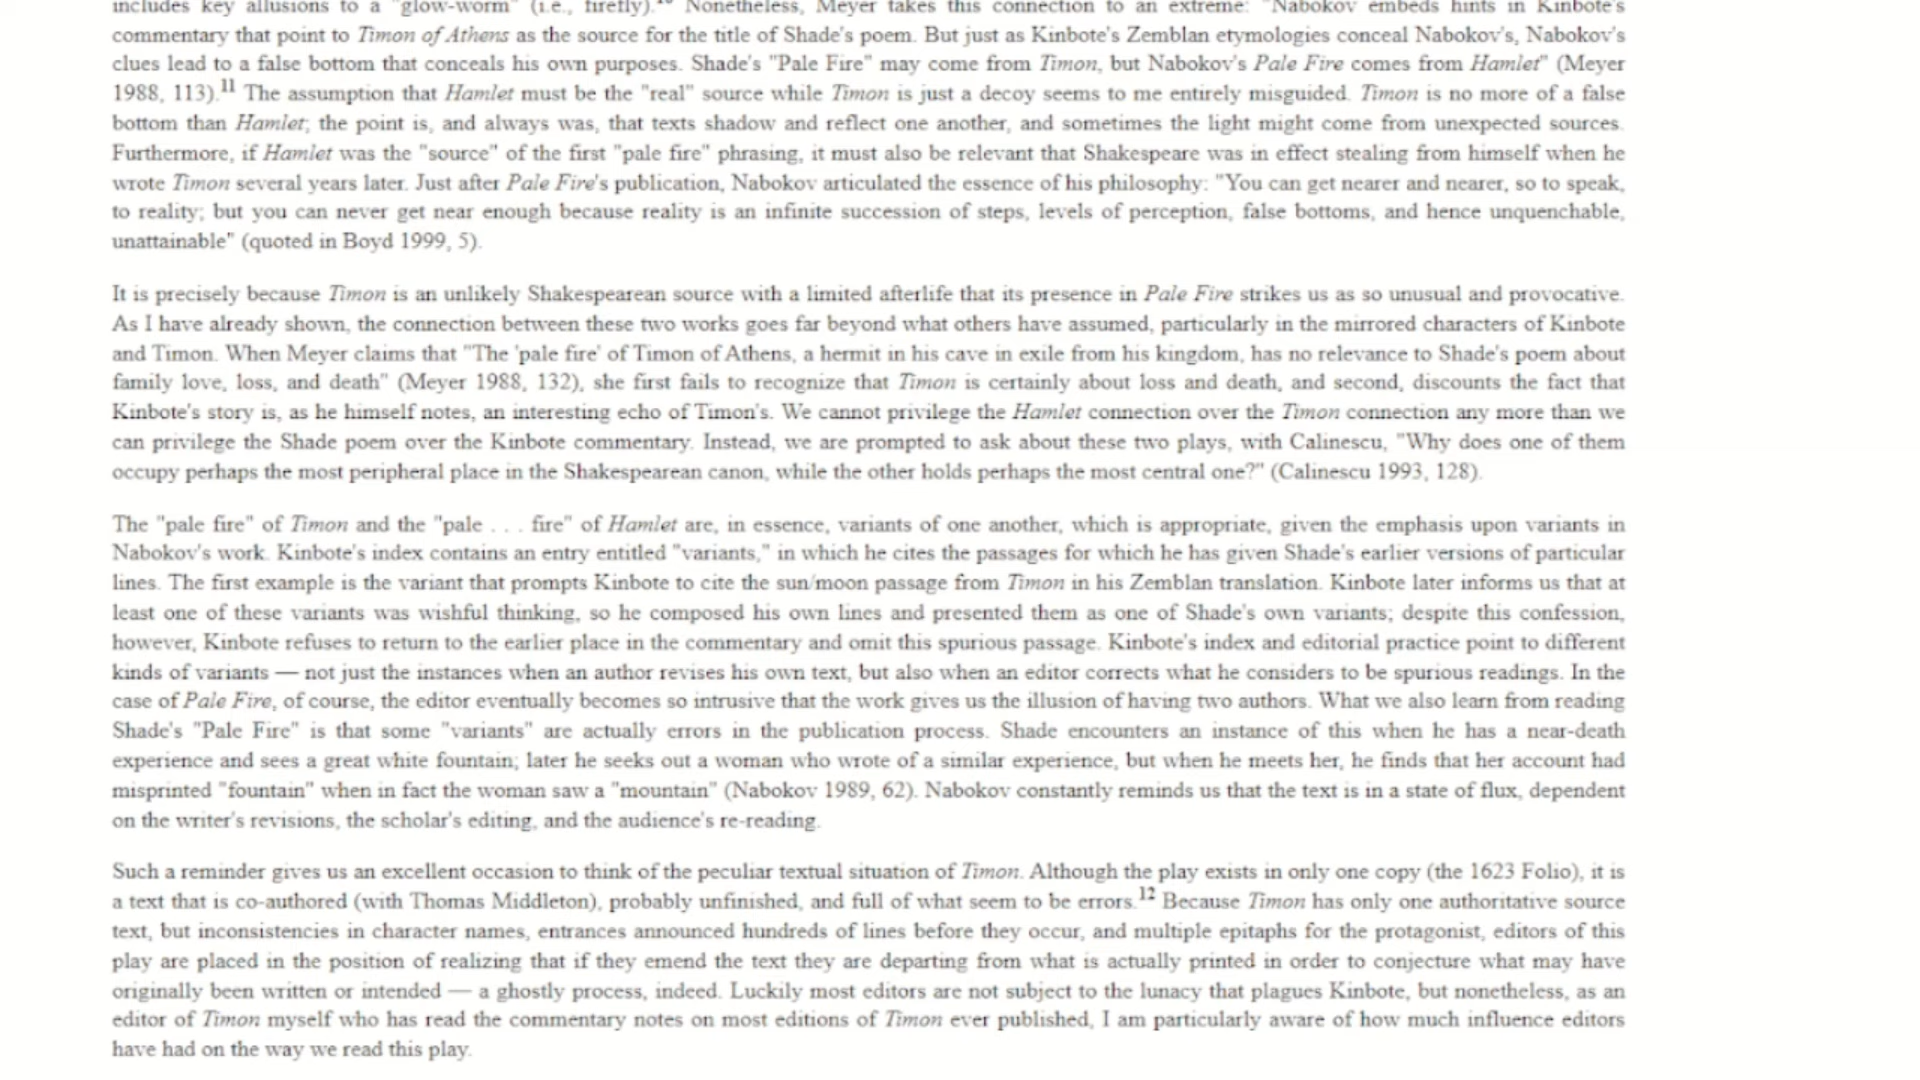 includes key allusions to a "glow-worm" (i.e., firefly).10 Nonetheless, Meyer takes this connection to an extreme: "Nabokov embeds hints in Kinbote's
commentary that point to Timon of Athens as the source for the title of Shade's poem. But just as Kinbote's Zemblan etymologies conceal Nabokov's, Nabokov's
clues lead to a false bottom that conceals his own purposes. Shade's "Pale Fire" may come from Timon, but Nabokov's Pale Fire comes from Hamlet" (Meyer
1988, 113).11 The assumption that Hamlet must be the "real" source while Timon is just a decoy seems to me entirely misguided. Timon is no more of a false
bottom than Hamlet; the point is, and always was, that texts shadow and reflect one another, and sometimes the light might come from unexpected sources.
Furthermore, if Hamlet was the "source" of the first "pale fire" phrasing, it must also be relevant that Shakespeare was in effect stealing from himself when he
wrote Timon several years later. Just after Pale Fire's publication, Nabokov articulated the essence of his philosophy: "You can get nearer and nearer, so to speak,
to reality; but you can never get near enough because reality is an infinite succession of steps, levels of perception, false bottoms, and hence unquenchable,
unattainable" (quoted in Boyd 1999, 5).
It is precisely because Timon is an unlikely Shakespearean source with a limited afterlife that its presence in Pale Fire strikes us as so unusual and provocative.
As I have already shown, the connection between these two works goes far beyond what others have assumed, particularly in the mirrored characters of Kinbote
and Timon. When Meyer claims that "The 'pale fire' of Timon of Athens, a hermit in his cave in exile from his kingdom, has no relevance to Shade's poem about
family love, loss, and death" (Meyer 1988, 132), she first fails to recognize that Timon is certainly about loss and death, and second, discounts the fact that
Kinbote's story is, as he himself notes, an interesting echo of Timon's. We cannot privilege the Hamlet connection over the Timon connection any more than we
can privilege the Shade poem over the Kinbote commentary. Instead, we are prompted to ask about these two plays, with Calinescu, "Why does one of them
occupy perhaps the most peripheral place in the Shakespearean canon, while the other holds perhaps the most central one?" (Calinescu 1993, 128).
The "pale fire" of Timon and the "pale . . . fire" of Hamlet are, in essence, variants of one another, which is appropriate, given the emphasis upon variants in
Nabokov's work. Kinbote's index contains an entry entitled "variants," in which he cites the passages for which he has given Shade's earlier versions of particular
lines. The first example is the variant that prompts Kinbote to cite the sun/moon passage from Timon in his Zemblan translation. Kinbote later informs us that at
least one of these variants was wishful thinking, so he composed his own lines and presented them as one of Shade's own variants; despite this confession,
however, Kinbote refuses to return to the earlier place in the commentary and omit this spurious passage. Kinbote's index and editorial practice point to different
kinds of variants — not just the instances when an author revises his own text, but also when an editor corrects what he considers to be spurious readings. In the
case of Pale Fire, of course, the editor eventually becomes so intrusive that the work gives us the illusion of having two authors. What we also learn from reading
Shade's "Pale Fire" is that some "variants" are actually errors in the publication process. Shade encounters an instance of this when he has a near-death
experience and sees a great white fountain; later he seeks out a woman who wrote of a similar experience, but when he meets her, he finds that her account had
misprinted "fountain" when in fact the woman saw a "mountain" (Nabokov 1989, 62). Nabokov constantly reminds us that the text is in a state of flux, dependent
on the writer's revisions, the scholar's editing, and the audience's re-reading.
Such a reminder gives us an excellent occasion to think of the peculiar textual situation of Timon. Although the play exists in only one copy (the 1623 Folio), it is
a text that is co-authored (with Thomas Middleton), probably unfinished, and full of what seem to be errors.12 Because Timon has only one authoritative source
text, but inconsistencies in character names, entrances announced hundreds of lines before they occur, and multiple epitaphs for the protagonist, editors of this
play are placed in the position of realizing that if they emend the text they are departing from what is actually printed in order to conjecture what may have
originally been written or intended — a ghostly process, indeed. Luckily most editors are not subject to the lunacy that plagues Kinbote, but nonetheless, as an
editor of Timon myself who has read the commentary notes on most editions of Timon ever published, I am particularly aware of how much influence editors
have had on the way we read this play.